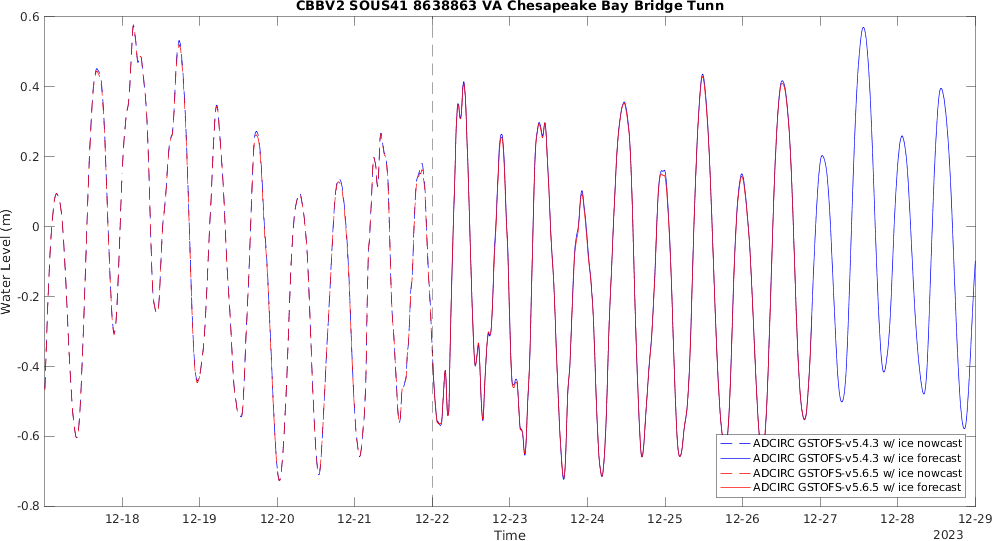 CBBV2 SOUS41 8638863 VA Chesapeake Bay Bridge Tunn
0.6
0.4
0.2
0
-0.2
-0.4
-0.6
-0.8
Water Level (m)
ADCIRC GSTOFS-v5.4.3 w/ ice nowcast
ADCIRC GSTOFS-v5.4.3 w/ ice forecast
ADCIRC GSTOFS-v5.6.5 w/ ice nowcast
ADCIRC GSTOFS-v5.6.5 w/ ice forecast
12-18 12-19 12-20 12-21 12-22 12-23 12-24 12-25 12-26 12-27 12-28 12-29
Time
2023